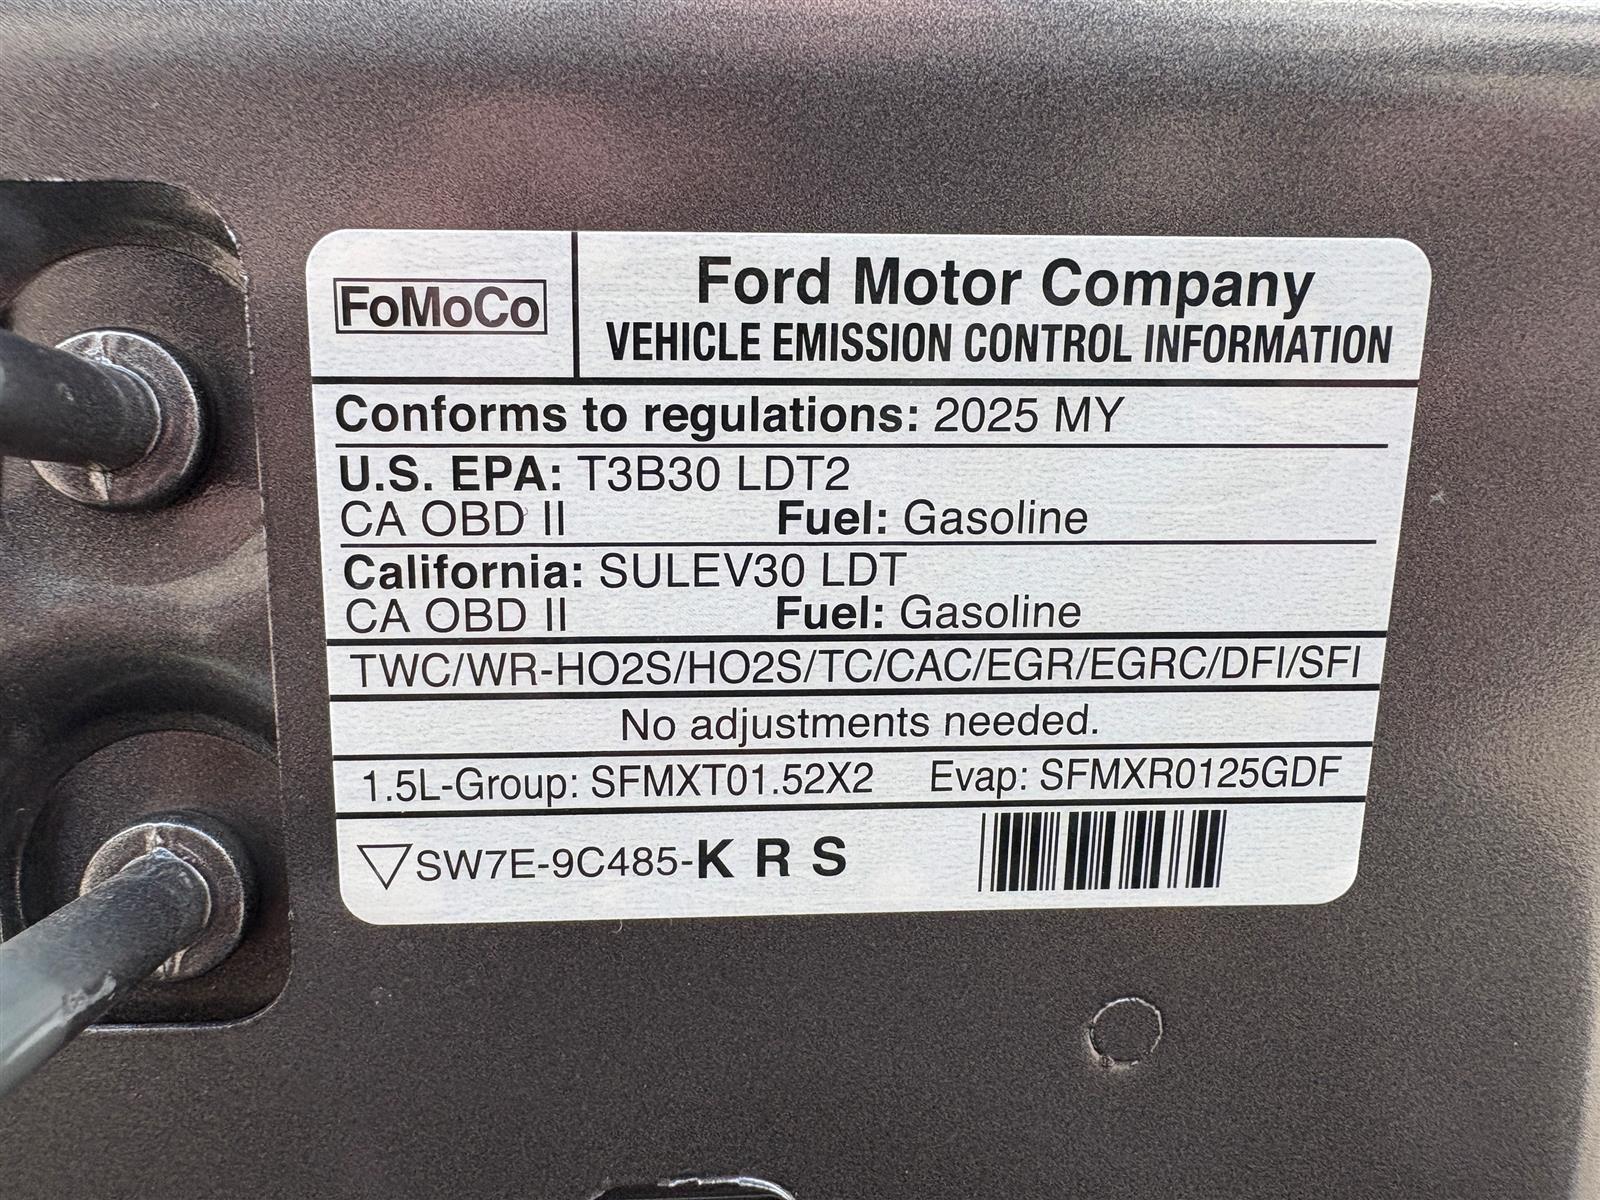 FoMoCo
Ford Motor Company
VEHICLE EMISSION CONTROL INFORMATION
Conforms to regulations: 2025 MY
U.S. EPA: T3B30 LDT2
CA OBD II Fuel: Gasoline
California: SULEV30 LDT
CA OBD II Fuel: Gasoline
TWC/WR-HO2S/HO2S/TC/CAC/EGR/EGRC/DFI/SFI
No adjustments needed.
1.5L-Group: SFMXT01.52X2 Evap: SFMXR0125GDF
SW7E-9C485-K R S